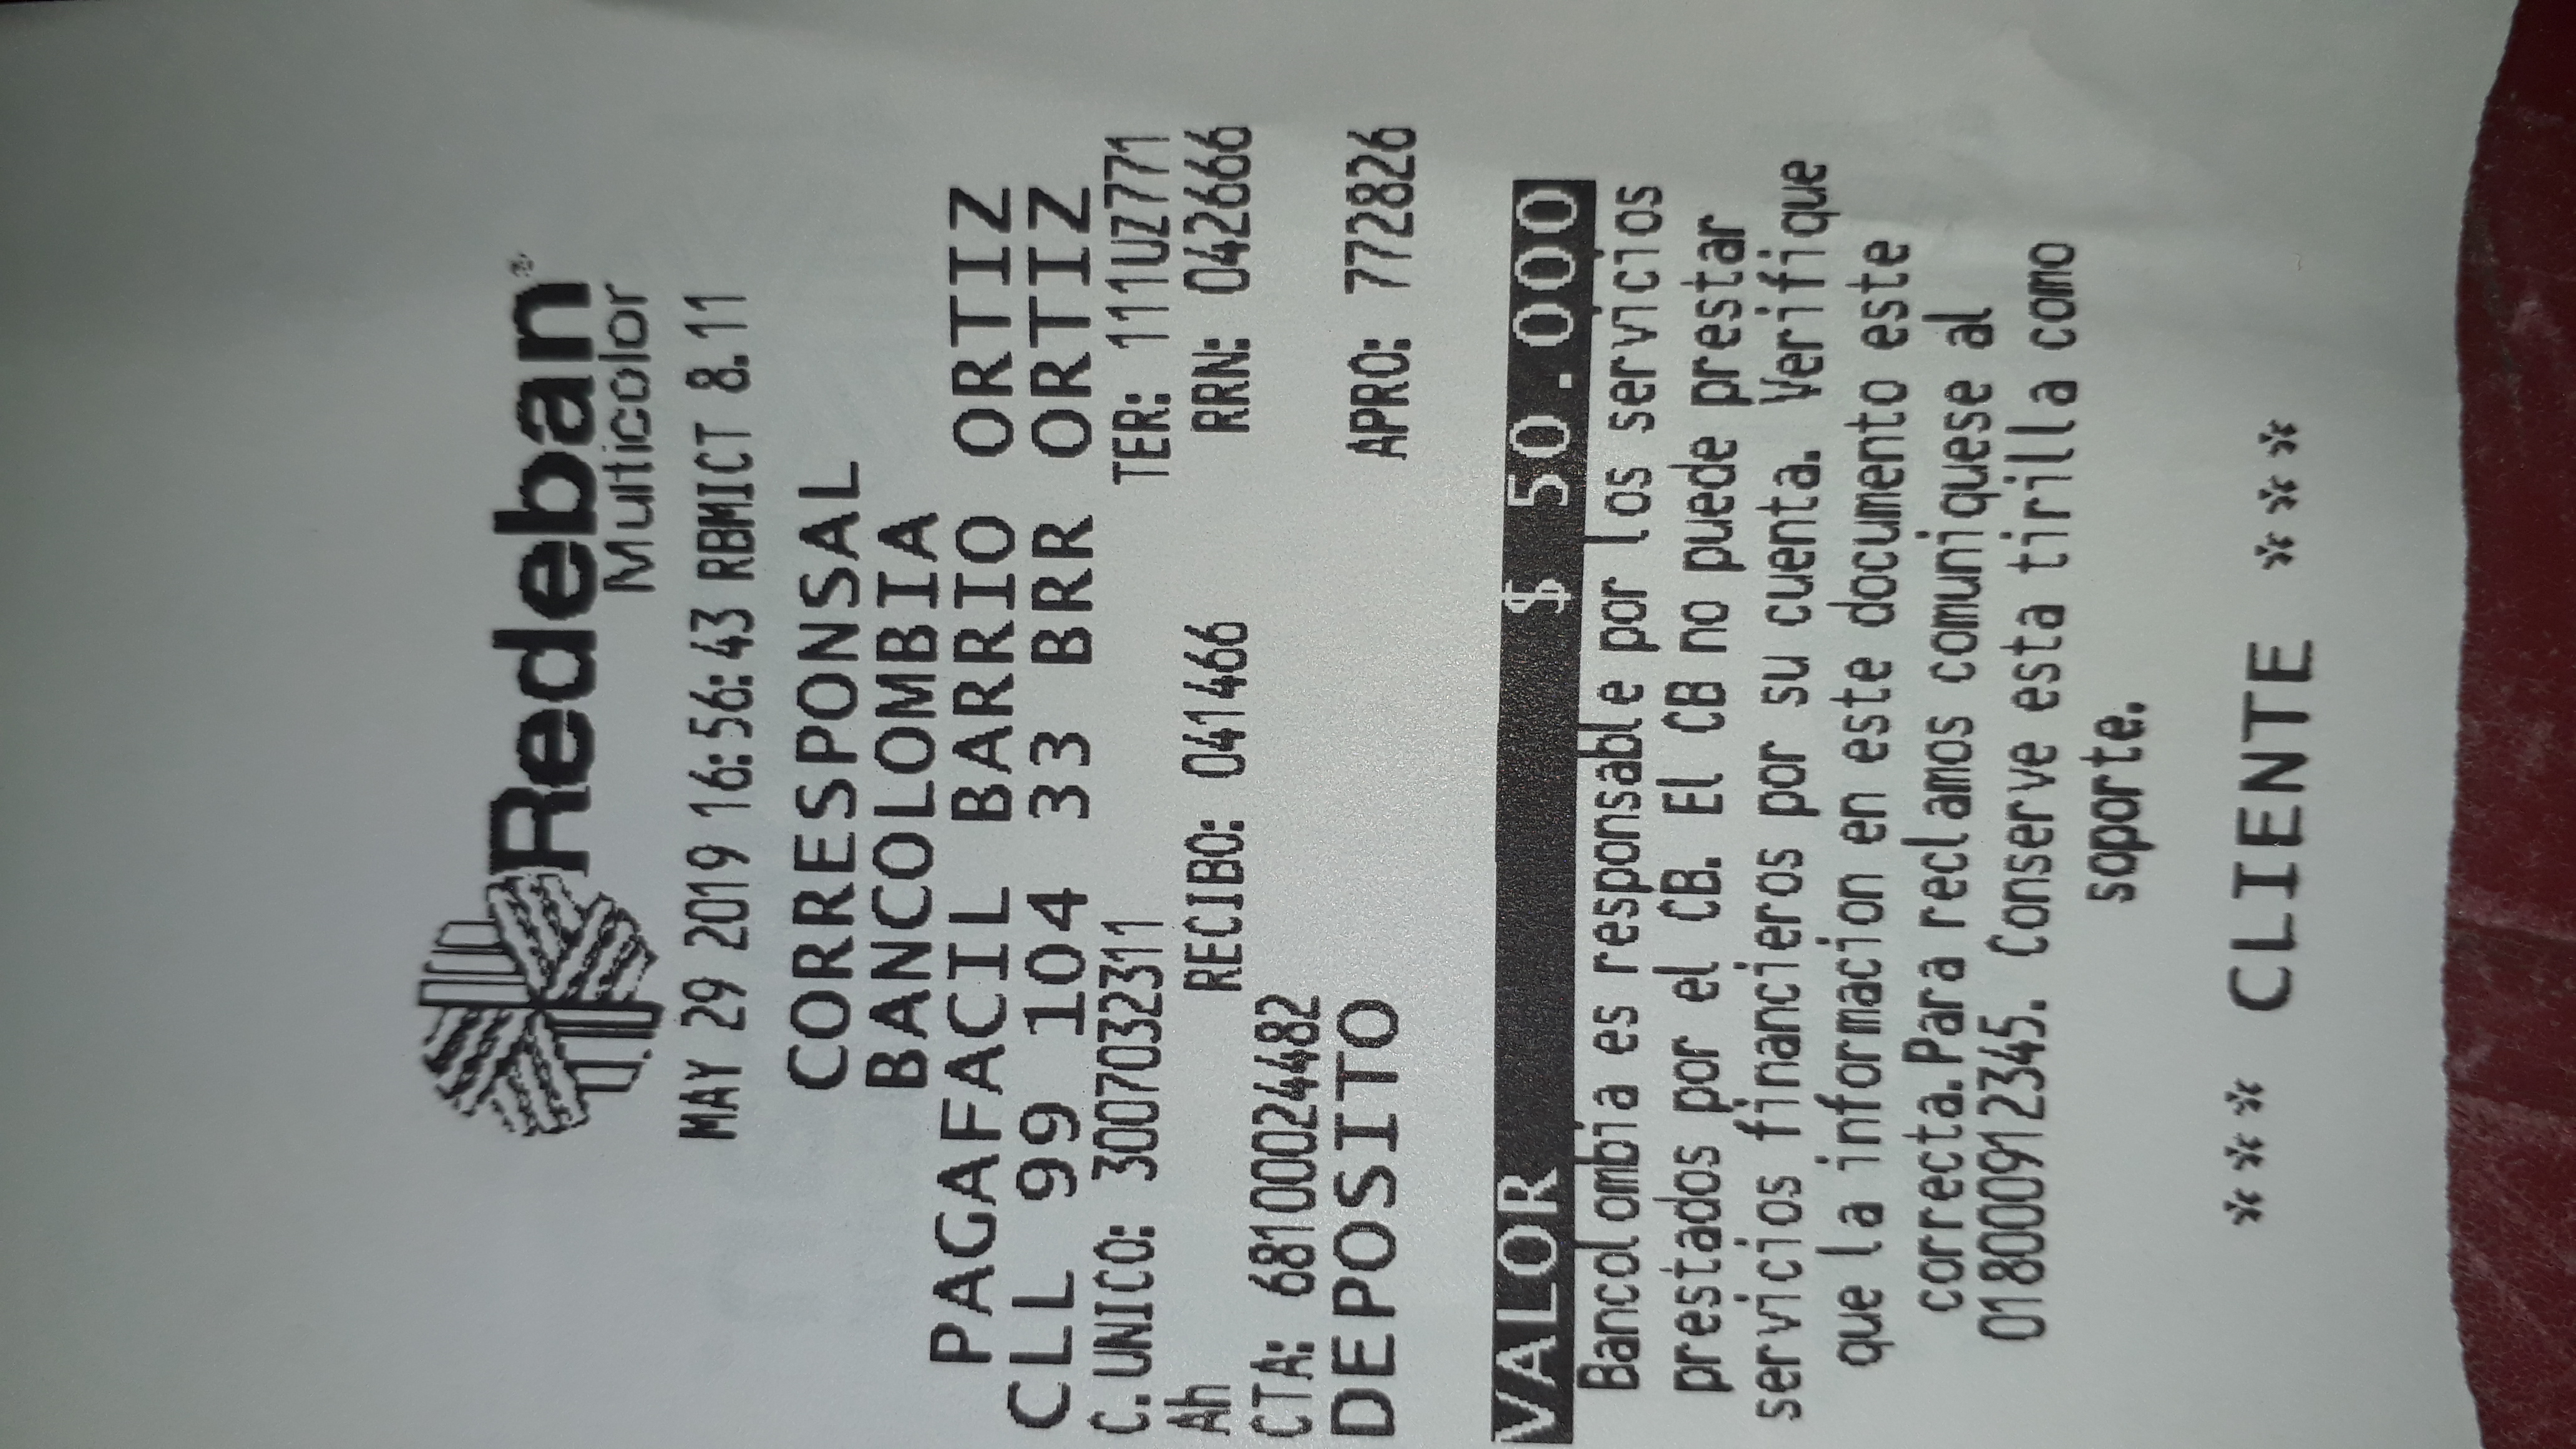 Redeban®
Multicolor
MAY 29 2019 16:56:43 RBMICT 8.11
CORRESPONSAL
BANCOLOMBIA
PAGAFACIL BARRIO ORTIZ
CLL 99 104 33 BRR ORTIZ
C.UNICO: 3007032311 TER: 111UZ771
Ah RECIBO: 041466 RRN: 042666
CTA: 68100024482
DEPOSITO APRO: 772826
VALOR $ 50.000
Bancolombia es responsable por los servicios
prestados por el CB. El CB no puede prestar
servicios financieros por su cuenta. Verifique
que la informacion en este documento este
correcta.Para reclamos comuniquese al
018000912345. Conserve esta tirilla como
soporte.
*** CLIENTE ***